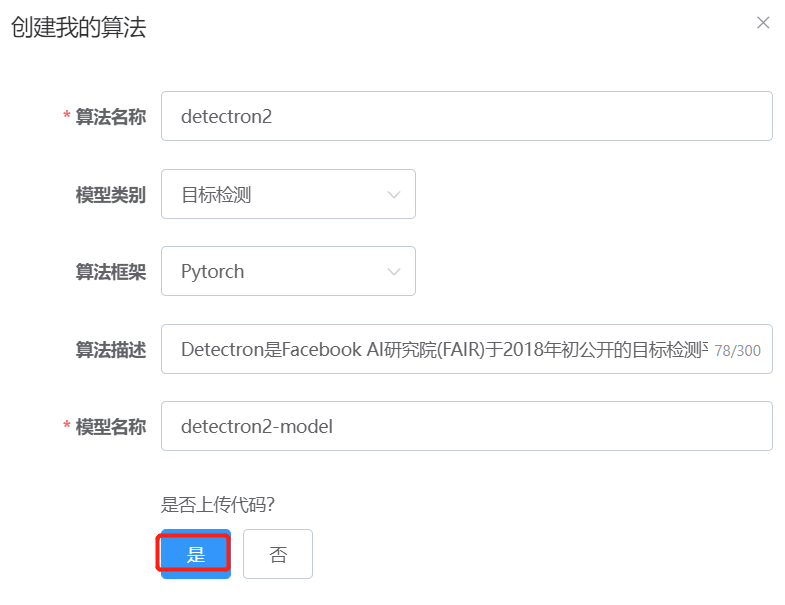 创建我的算法
* 算法名称 detectron2
模型类别 目标检测
算法框架 Pytorch
算法描述 Detectron是Facebook AI研究院(FAIR)于2018年初公开的目标检测 78/300
* 模型名称 detectron2-model
是否上传代码?
是 否